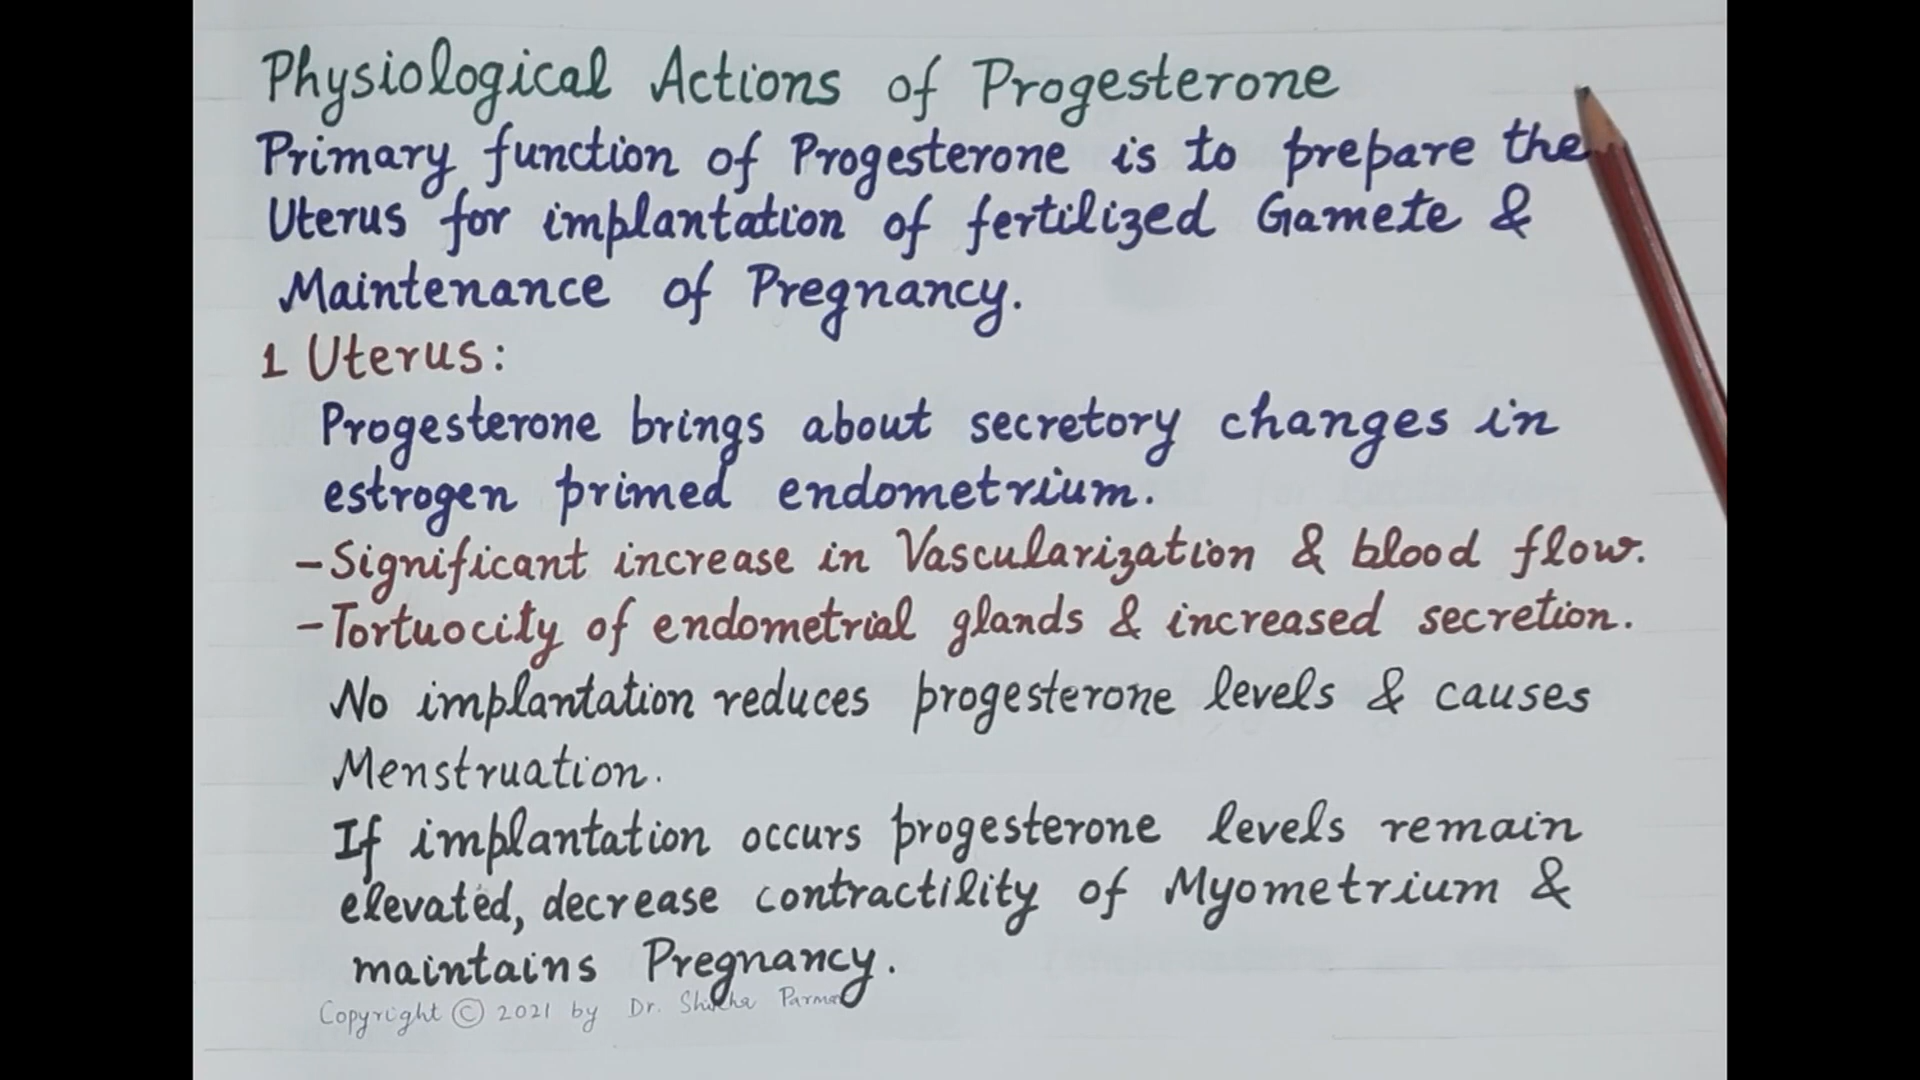 Physiological Actions of Progesterone
Primary function of Progesterone is to prepare the
Uterus for implantation of fertilized Gamete &
Maintenance of Pregnancy.
1 Uterus:
Progesterone brings about secretory changes in
estrogen primed endometrium.
-Significant increase in Vascularization & blood flow.
-Tortuocity of endometrial glands & increased secretion.
No implantation reduces progesterone levels & causes
Menstruation.
If implantation occurs progesterone levels remain
elevated, decrease contractility of Myometrium &
maintains Pregnancy.
Copyright © 2021 by Dr. Shikha Parmar